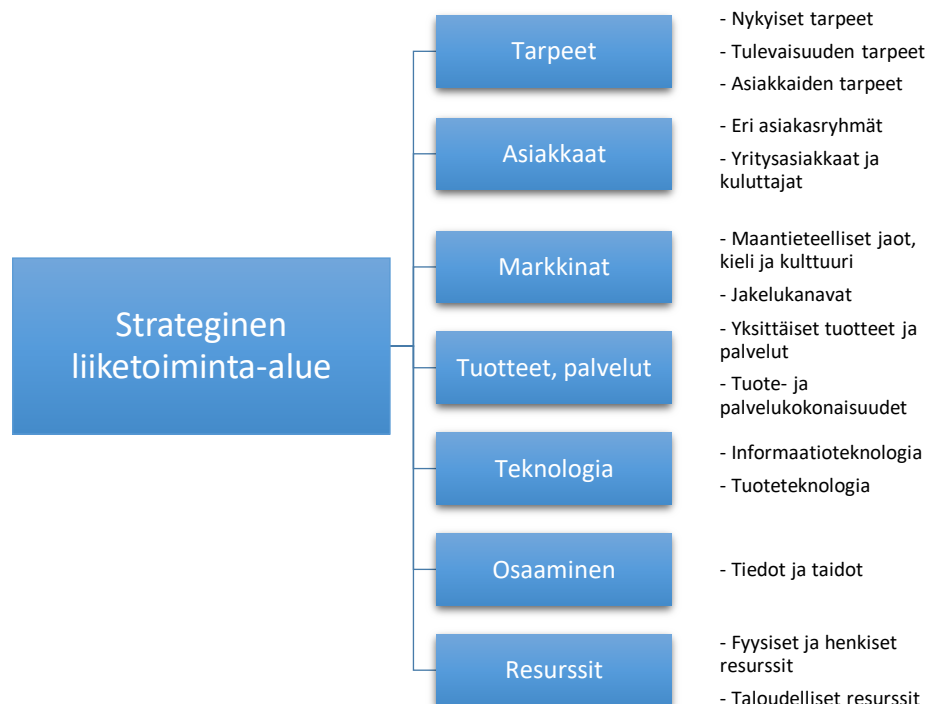 Strateginen
liiketoiminta-alue
Tarpeet
- Nykyiset tarpeet
- Tulevaisuuden tarpeet
- Asiakkaiden tarpeet
Asiakkaat
- Eri asiakasryhmät
- Yritysasiakkaat ja
kuluttajat
Markkinat
- Maantieteelliset jaot,
kieli ja kulttuuri
- Jakelukanavat
Tuotteet, palvelut
- Yksittäiset tuotteet ja
palvelut
- Tuote- ja
palvelukokonaisuudet
Teknologia
- Informaatioteknologia
- Tuoteteknologia
Osaaminen
- Tiedot ja taidot
Resurssit
- Fyysiset ja henkiset
resurssit
- Taloudelliset resurssit